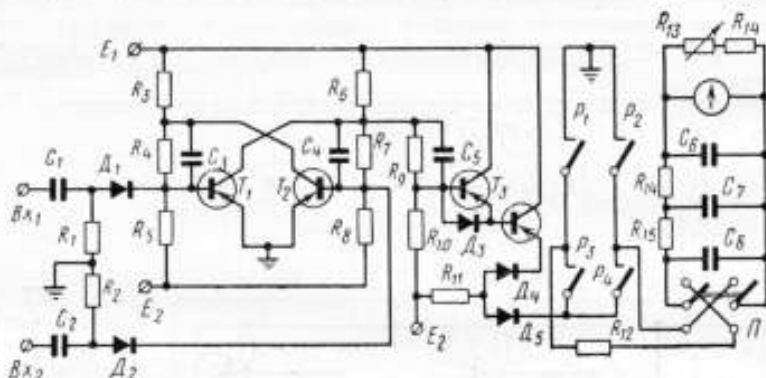 E₁
R₃
R₆
R₁₃
R₁₄
P₁
P₂
C₁
Д₁
R₄
C₃
T₁
T₂
C₄
R₇
R₉
C₅
T₃
C₆
R₁₄
C₇
Вх₁
R₁
R₅
R₈
R₁₀
Д₃
P₃
P₄
R₁₅
C₈
R₂
E₂
R₁₁
Д₄
C₂
Д₂
E₂
Д₅
R₁₂
П
Вх₂